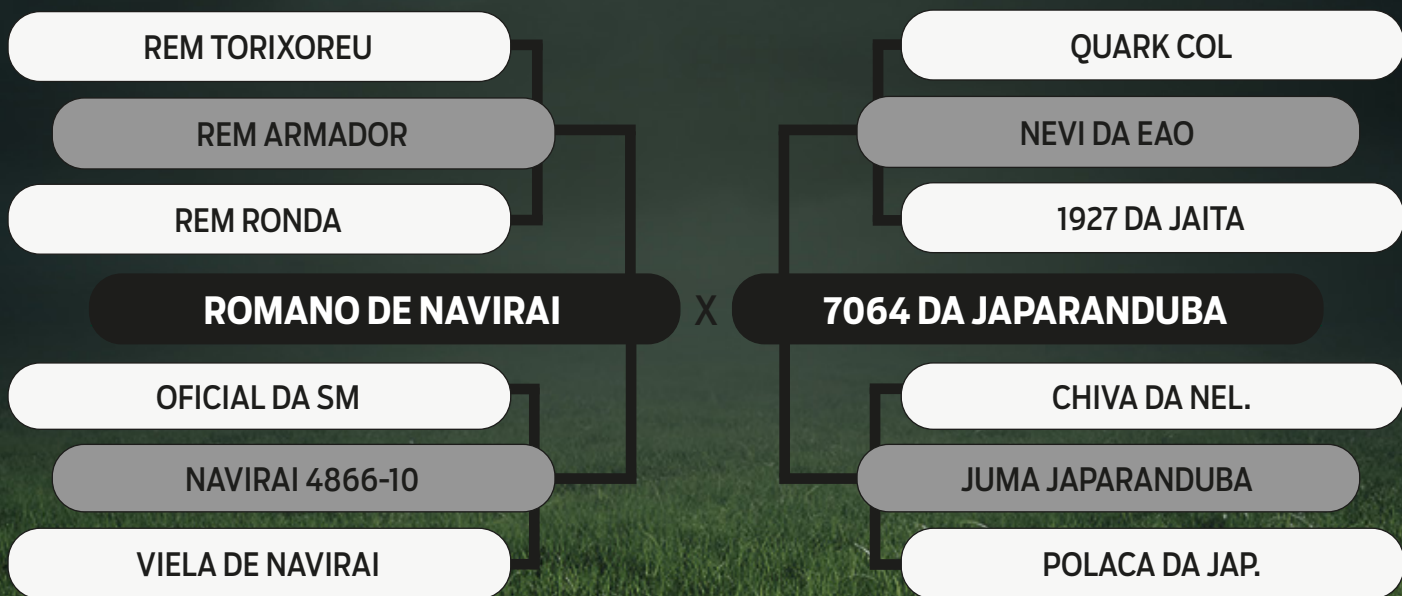 REM TORIXOREU
REM ARMADOR
REM RONDA
ROMANO DE NAVIRAI
OFICIAL DA SM
NAVIRAI 4866-10
VIELA DE NAVIRAI
X
QUARK COL
NEVI DA EAO
1927 DA JAITA
7064 DA JAPARANDUBA
CHIVA DA NEL.
JUMA JAPARANDUBA
POLACA DA JAP.